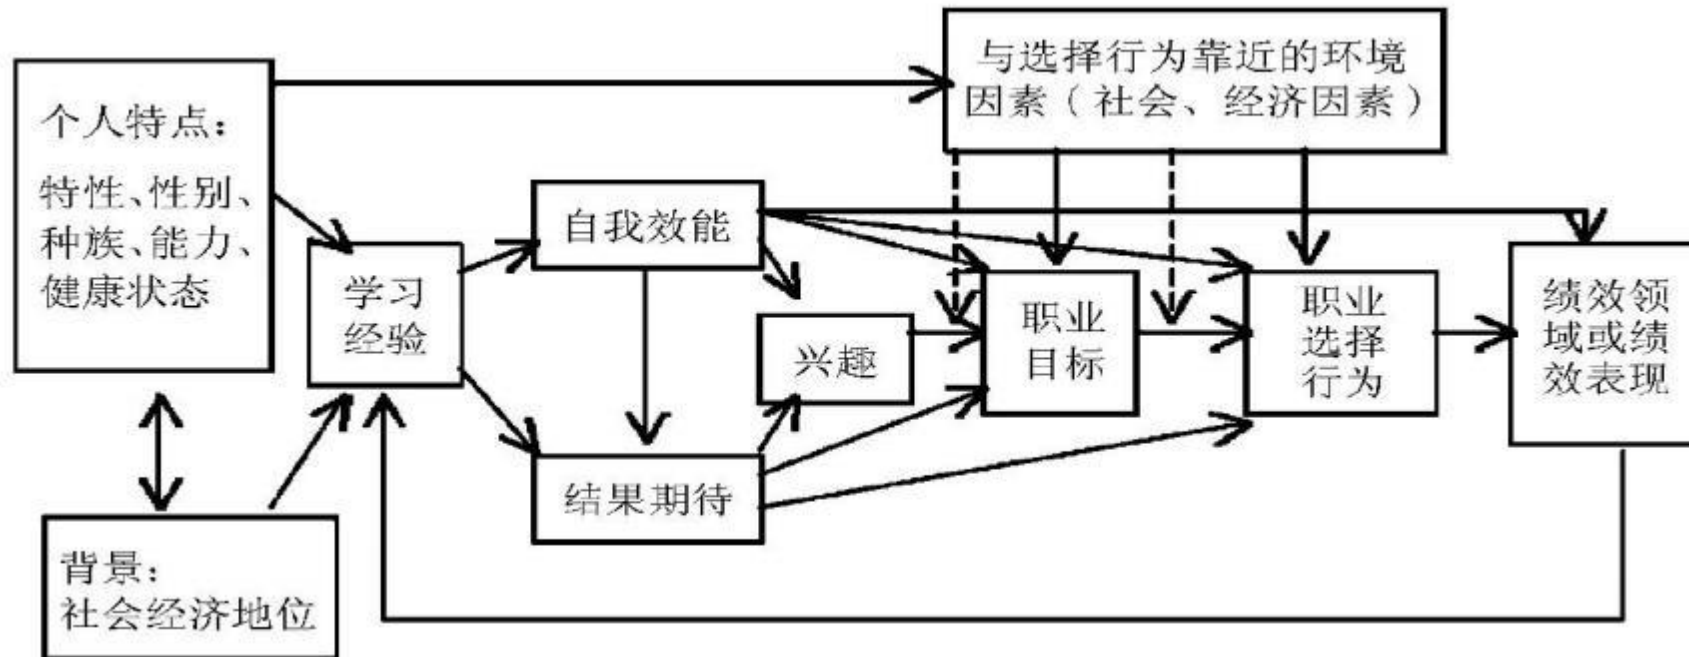 与选择行为靠近的环境
因素（社会、经济因素）
个人特点：
特性、性别、
种族、能力、
健康状态
自我效能
学习
经验
兴趣
职业
目标
职业
选择
行为
绩效领
域或绩
效表现
结果期待
背景：
社会经济地位